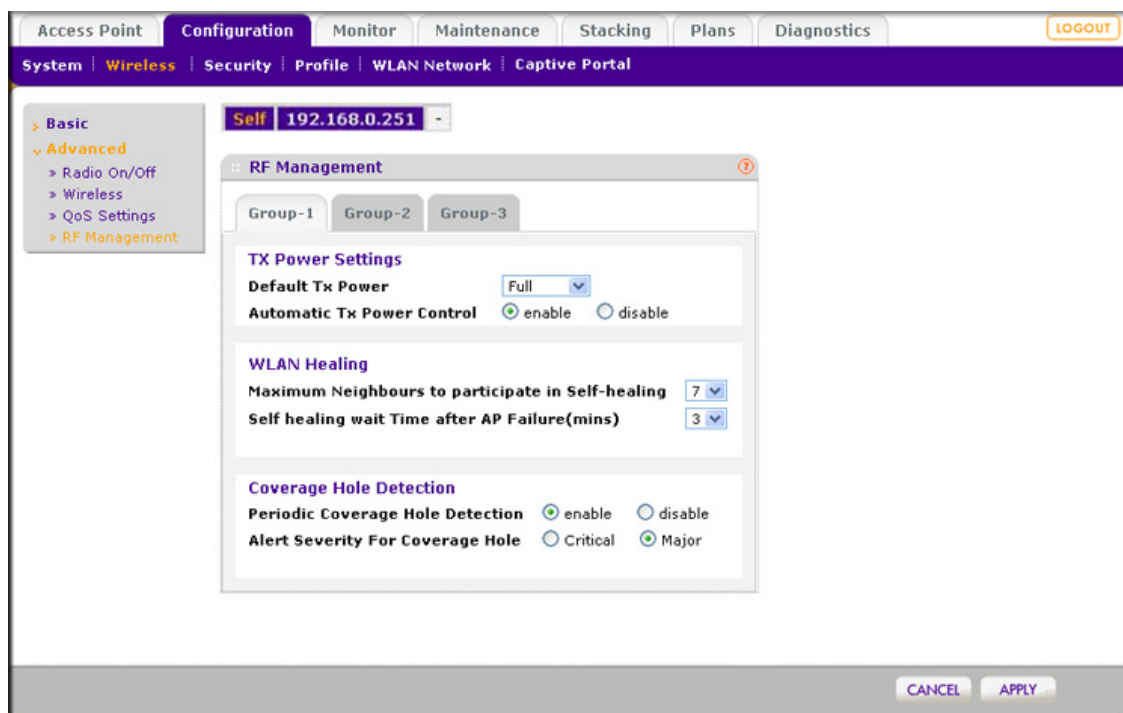 Access Point Configuration Monitor Maintenance Stacking Plans Diagnostics LOGOUT
System Wireless Security Profile WLAN Network Captive Portal
Basic
Advanced
» Radio On/Off
» Wireless
» QoS Settings
» RF Management
Self 192.168.0.251 -
RF Management ?
Group-1 Group-2 Group-3
TX Power Settings
Default Tx Power Full
Automatic Tx Power Control enable disable
WLAN Healing
Maximum Neighbours to participate in Self-healing 7
Self healing wait Time after AP Failure(mins) 3
Coverage Hole Detection
Periodic Coverage Hole Detection enable disable
Alert Severity For Coverage Hole Critical Major
CANCEL APPLY